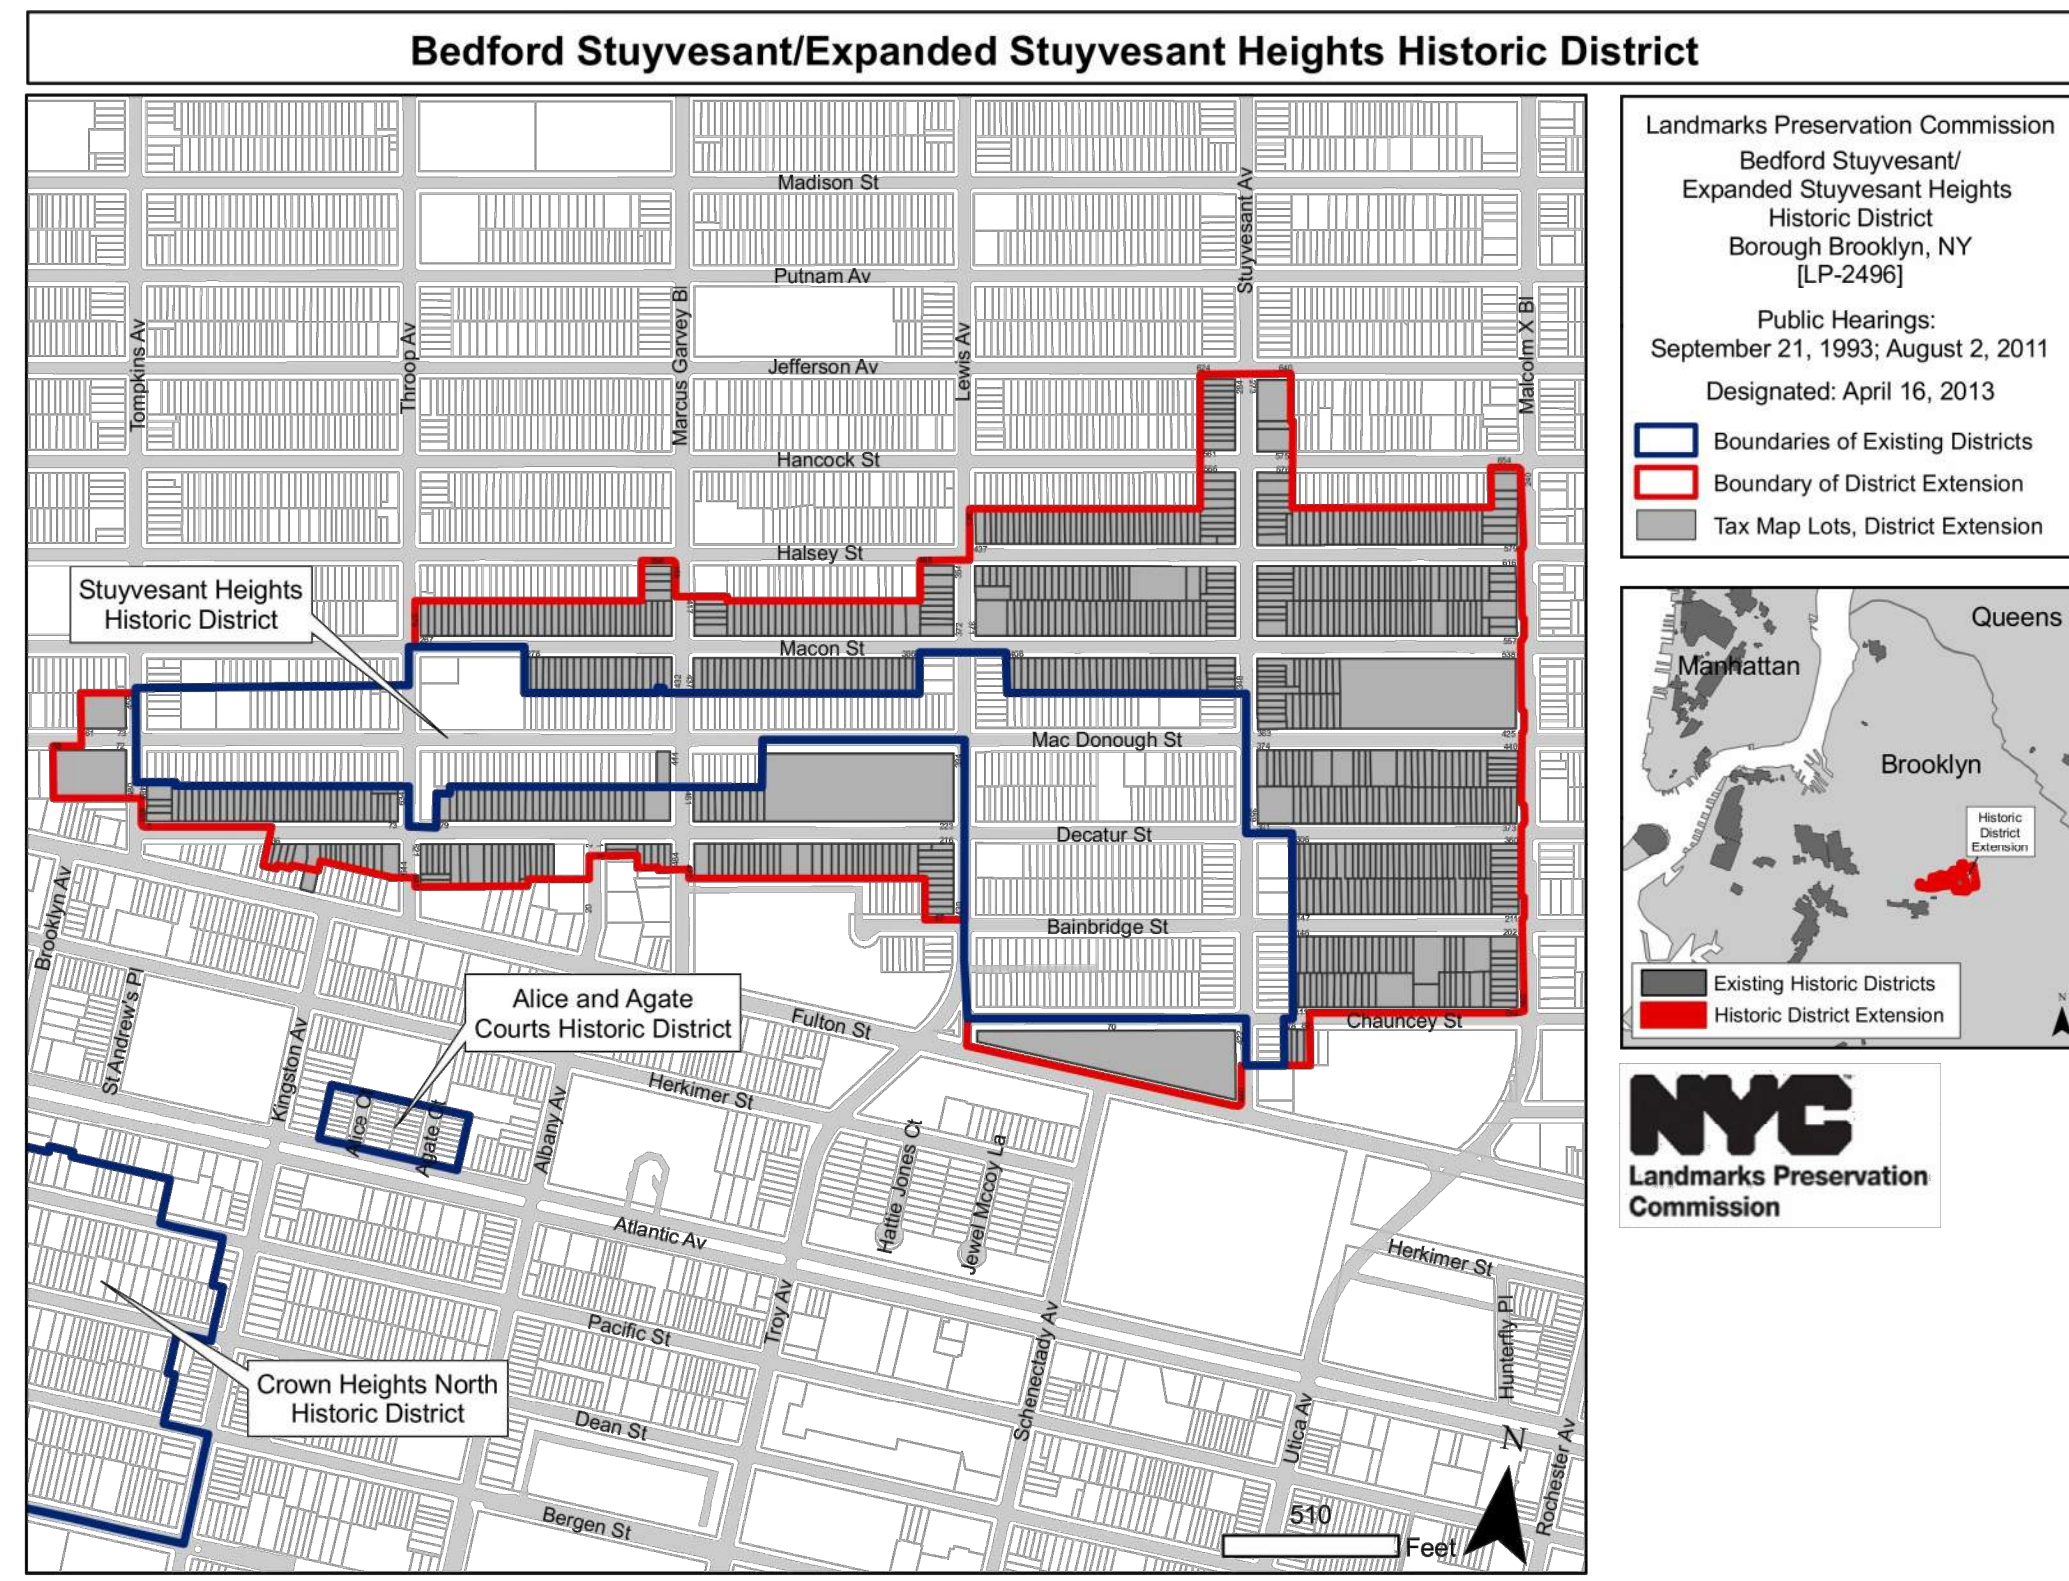 Bedford Stuyvesant/Expanded Stuyvesant Heights Historic District
Landmarks Preservation Commission
Bedford Stuyvesant/
Expanded Stuyvesant Heights
Historic District
Borough Brooklyn, NY
[LP-2496]
Public Hearings:
September 21, 1993; August 2, 2011
Designated: April 16, 2013
Boundaries of Existing Districts
Boundary of District Extension
Tax Map Lots, District Extension
Madison St
Putnam Av
Jefferson Av
Hancock St
Halsey St
Macon St
Mac Donough St
Decatur St
Bainbridge St
Chauncey St
Fulton St
Herkimer St
Atlantic Av
Pacific St
Dean St
Bergen St
Herkimer St
Tompkins Av
Throop Av
Marcus Garvey Bl
Lewis Av
Stuyvesant Av
Malcolm X Bl
Brooklyn Av
St Andrew's Pl
Kingston Av
Alice Ct
Agate Ct
Albany Av
Troy Av
Hattie Jones Ct
Jewel Mccoy La
Schenectady Av
Utica Av
Hunterfly Pl
Rochester Av
Stuyvesant Heights
Historic District
Alice and Agate
Courts Historic District
Crown Heights North
Historic District
624
640
654
437
70
N
510
Feet
Queens
Manhattan
Brooklyn
Historic
District
Extension
Existing Historic Districts
Historic District Extension
N
NYC
Landmarks Preservation
Commission